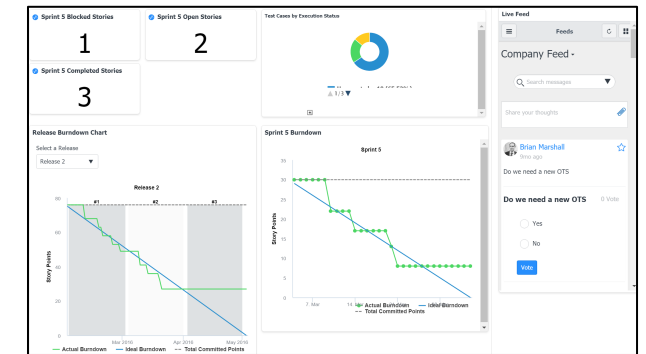 Sprint 5 Blocked Stories
1
Sprint 5 Open Stories
2
Sprint 5 Completed Stories
3
Test Cases by Execution Status
1/3
Live Feed
Feeds
Company Feed
Search messages
Share your thoughts
Brian Marshall
9mo ago
Do we need a new OTS
Do we need a new OTS
0 Vote
Yes
No
Vote
Release Burndown Chart
Select a Release
Release 2
Release 2
#1 #2 #3
Story Points
80
60
40
20
0
Mar 2016 Apr 2016 May 2016
Actual Burndown Ideal Burndown Total Committed Points
Sprint 5 Burndown
Sprint 5
Story Points
35
30
25
20
15
10
5
0
7. Mar
Actual Burndown Ideal Burndown
Total Committed Points